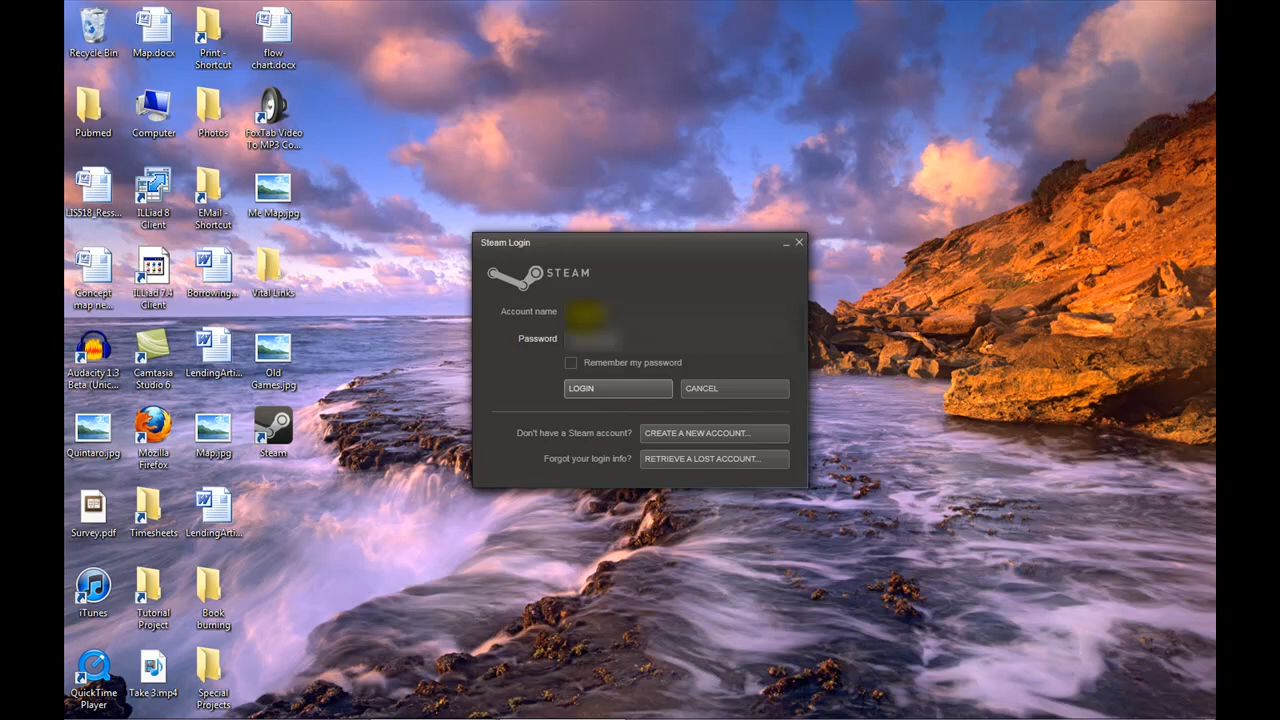 Recycle Bin
Map.docx
Print -
Shortcut
flow
chart.docx
Pubmed
Computer
Photos
FoxTab Video
To MP3 Co...
LIS518_Ress...
ILLiad 8
Client
EMail -
Shortcut
Me Map.jpg
Concept
map ne...
ILLiad 7.4
Client
Borrowing...
Vital Links
Audacity 1.3
Beta (Unic...
Camtasia
Studio 6
LendingArti...
Old
Games.jpg
Quintaro.jpg
Mozilla
Firefox
Map.jpg
Steam
Survey.pdf
Timesheets
LendingArti...
iTunes
Tutorial
Project
Book
burning
QuickTime
Player
Take 3.mp4
Special
Projects
Steam Login
STEAM
Account name
Password
Remember my password
LOGIN
CANCEL
Don't have a Steam account?
CREATE A NEW ACCOUNT...
Forgot your login info?
RETRIEVE A LOST ACCOUNT...